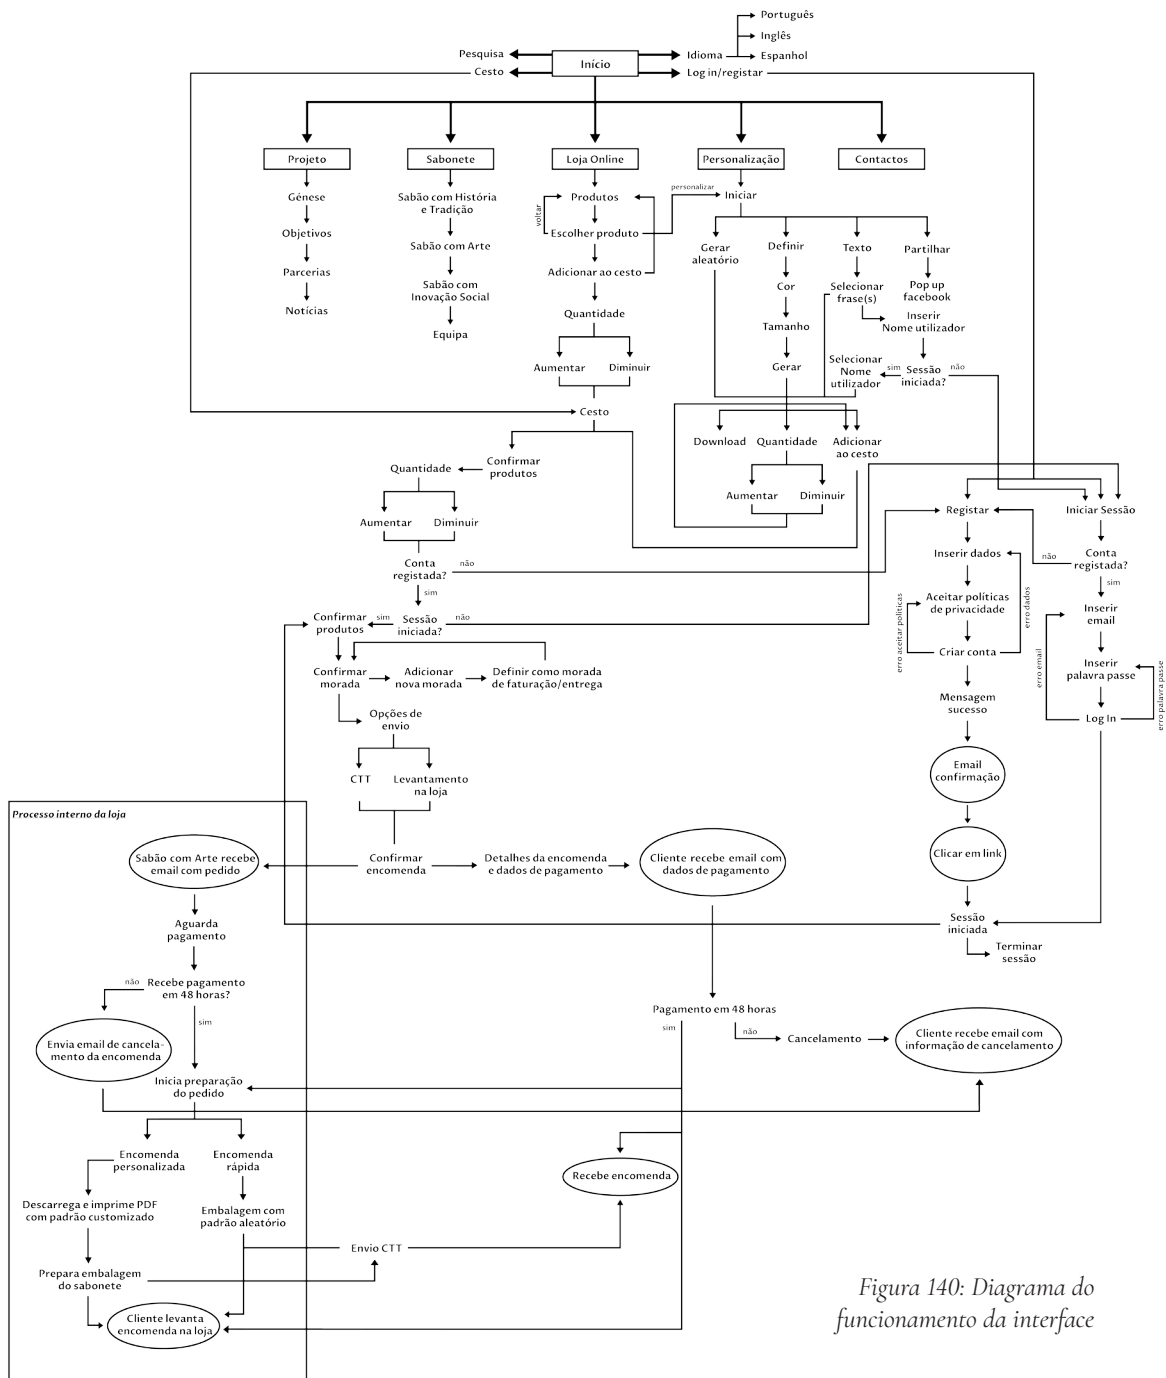 Português
Pesquisa
Início
Idioma
Inglês
Espanhol
Cesto
Log in/registar
Projeto
Sabonete
Loja Online
Personalização
Contactos
Génese
Objetivos
Parcerias
Notícias
Sabão com História
e Tradição
Sabão com Arte
Sabão com
Inovação Social
Equipa
Produtos
voltar
Escolher produto
personalizar
Adicionar ao cesto
Quantidade
Aumentar
Diminuir
Cesto
Iniciar
Gerar
aleatório
Definir
Cor
Tamanho
Gerar
Texto
Selecionar
frase(s)
Partilhar
Pop up
facebook
Inserir
Nome utilizador
Selecionar
Nome
utilizador
sim
Sessão
iniciada?
não
Download
Quantidade
Adicionar
ao cesto
Aumentar
Diminuir
Confirmar
produtos
Quantidade
Aumentar
Diminuir
Conta
registada?
não
sim
Confirmar
produtos
sim
Sessão
iniciada?
não
Confirmar
morada
Adicionar
nova morada
Definir como morada
de faturação/entrega
Opções de
envio
CTT
Levantamento
na loja
Registar
Inserir dados
Aceitar políticas
de privacidade
erro aceitar políticas
erro dados
Criar conta
Mensagem
sucesso
Email
confirmação
Clicar em link
Sessão
iniciada
Terminar
sessão
Iniciar Sessão
Conta
registada?
não
sim
Inserir
email
Inserir
palavra passe
erro email
erro palavra passe
Log In
Processo interno da loja
Sabão com Arte recebe
email com pedido
Confirmar
encomenda
Detalhes da encomenda
e dados de pagamento
Cliente recebe email com
dados de pagamento
Aguarda
pagamento
Recebe pagamento
em 48 horas?
não
sim
Envia email de cancela-
mento da encomenda
Inicia preparação
do pedido
Pagamento em 48 horas
sim
não
Cancelamento
Cliente recebe email com
informação de cancelamento
Encomenda
personalizada
Encomenda
rápida
Descarrega e imprime PDF
com padrão customizado
Embalagem com
padrão aleatório
Recebe encomenda
Envio CTT
Prepara embalagem
do sabonete
Cliente levanta
encomenda na loja
Figura 140: Diagrama do
funcionamento da interface